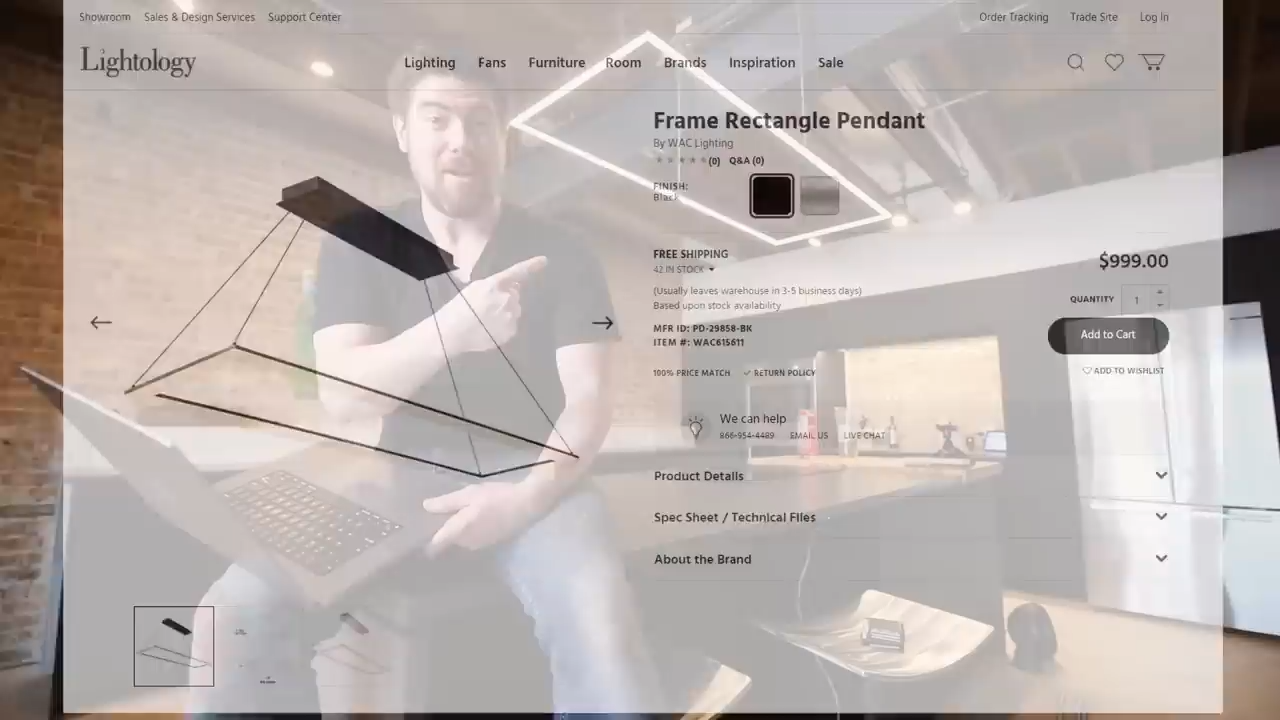 Showroom Sales & Design Services Support Center Order Tracking Trade Site Log In
Lightology Lighting Fans Furniture Room Brands Inspiration Sale
Frame Rectangle Pendant
By WAC Lighting
(0) Q&A (0)
FINISH:
Black
FREE SHIPPING
42 IN STOCK
$999.00
(Usually leaves warehouse in 3-5 business days)
Based upon stock availability
QUANTITY 1
MFR ID: PD-29858-BK
ITEM #: WAC615611
Add to Cart
100% PRICE MATCH RETURN POLICY
ADD TO WISHLIST
We can help
866-954-4489 EMAIL US LIVE CHAT
Product Details
Spec Sheet / Technical Files
About the Brand